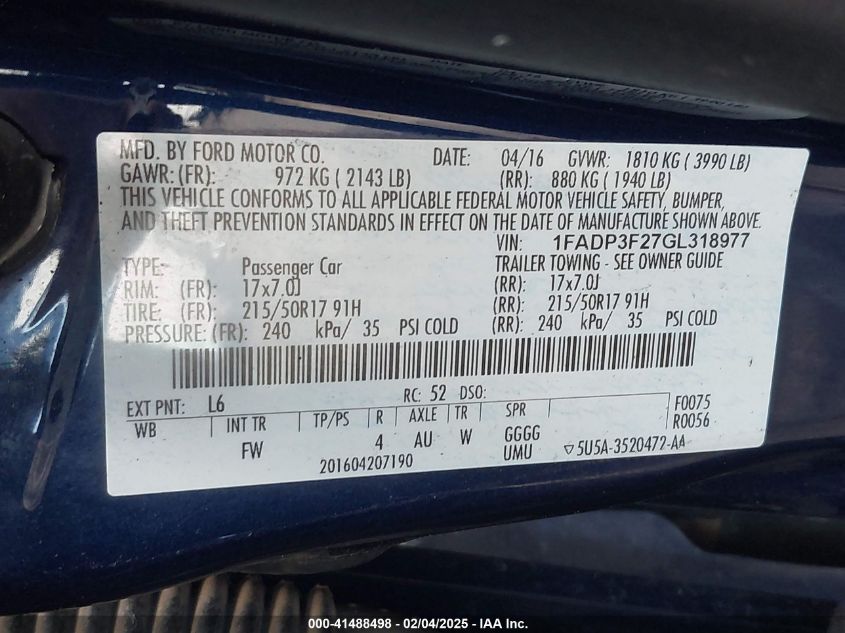 MFD. BY FORD MOTOR CO. DATE: 04/16 GVWR: 1810 KG ( 3990 LB)
GAWR: (FR): 972 KG ( 2143 LB) (RR): 880 KG ( 1940 LB)
THIS VEHICLE CONFORMS TO ALL APPLICABLE FEDERAL MOTOR VEHICLE SAFETY, BUMPER,
AND THEFT PREVENTION STANDARDS IN EFFECT ON THE DATE OF MANUFACTURE SHOWN ABOVE.
VIN: 1FADP3F27GL318977
TYPE: Passenger Car TRAILER TOWING - SEE OWNER GUIDE
RIM: (FR): 17x7.0J (RR): 17x7.0J
TIRE: (FR): 215/50R17 91H (RR): 215/50R17 91H
PRESSURE: (FR): 240 kPa/ 35 PSI COLD (RR): 240 kPa/ 35 PSI COLD
EXT PNT: L6 RC: 52 DSO:
WB INT TR TP/PS R AXLE TR SPR F0075
FW 4 AU W GGGG R0056
201604207190 UMU ▽5U5A-3520472-AA
000-41488498 - 02/04/2025 - IAA Inc.